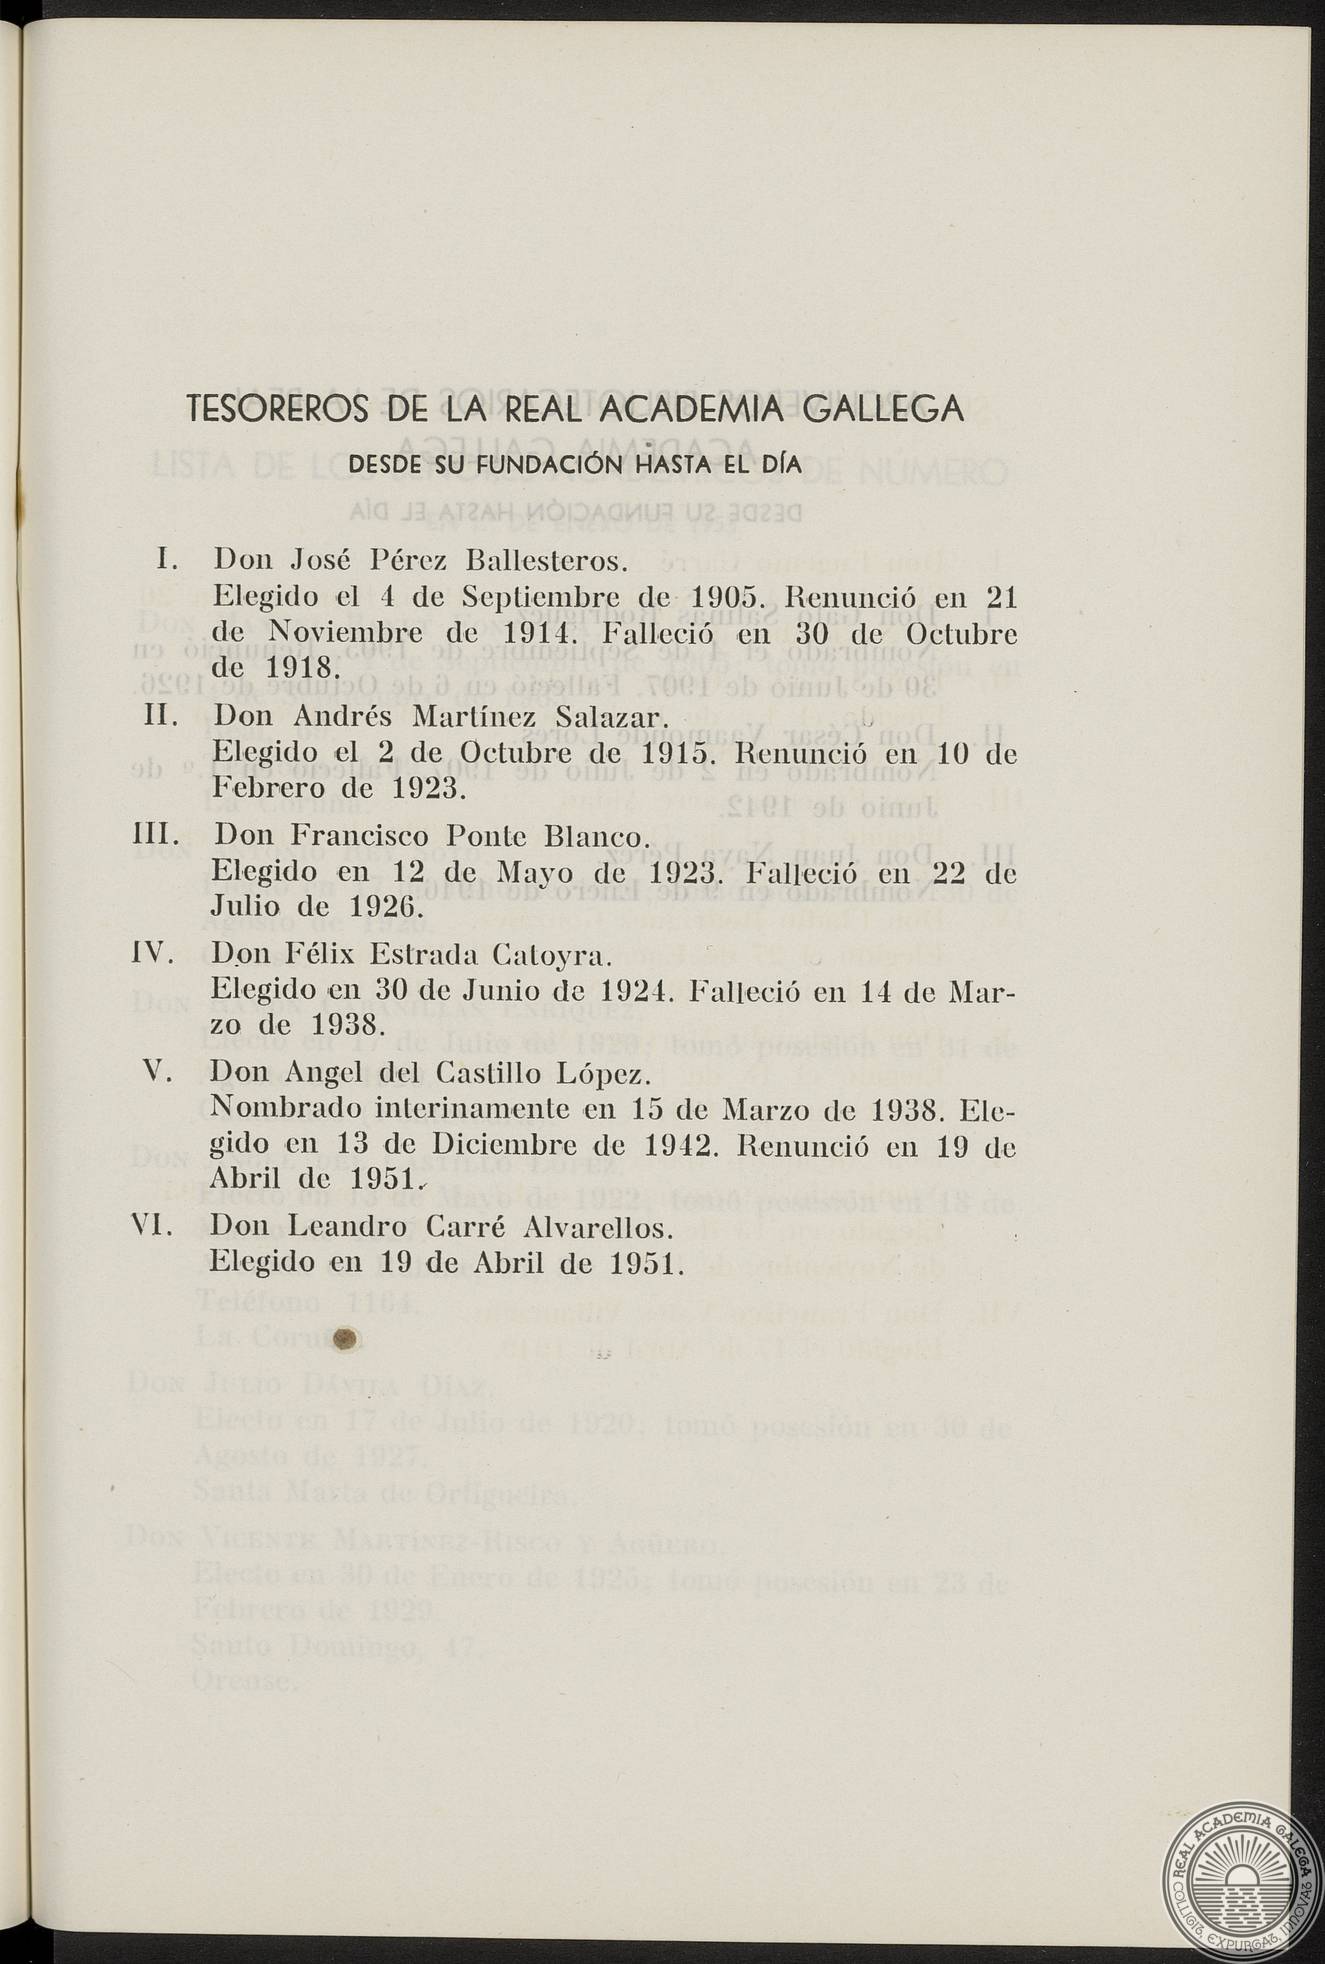 TESOREROS DE LA REAL ACADEMIA GALLEGA
DESDE SU FUNDACIÓN HASTA EL DÍA
I. Don José Pérez Ballesteros.
Elegido el 4 de Septiembre de 1905. Renunció en 21
de Noviembre de 1914. Falleció en 30 de Octubre
de 1918.
II. Don Andrés Martínez Salazar.
Elegido el 2 de Octubre de 1915. Renunció en 10 de
Febrero de 1923.
III. Don Francisco Ponte Blanco.
Elegido en 12 de Mayo de 1923. Falleció en 22 de
Julio de 1926.
IV. Don Félix Estrada Catoyra.
Elegido en 30 de Junio de 1924. Falleció en 14 de Mar-
zo de 1938.
V. Don Angel del Castillo López.
Nombrado interinamente en 15 de Marzo de 1938. Ele-
gido en 13 de Diciembre de 1942. Renunció en 19 de
Abril de 1951.
VI. Don Leandro Carré Alvarellos.
Elegido en 19 de Abril de 1951.
REAL ACADEMIA GALEGA
COLLIGIT, EXPURGAT, INNOVAT